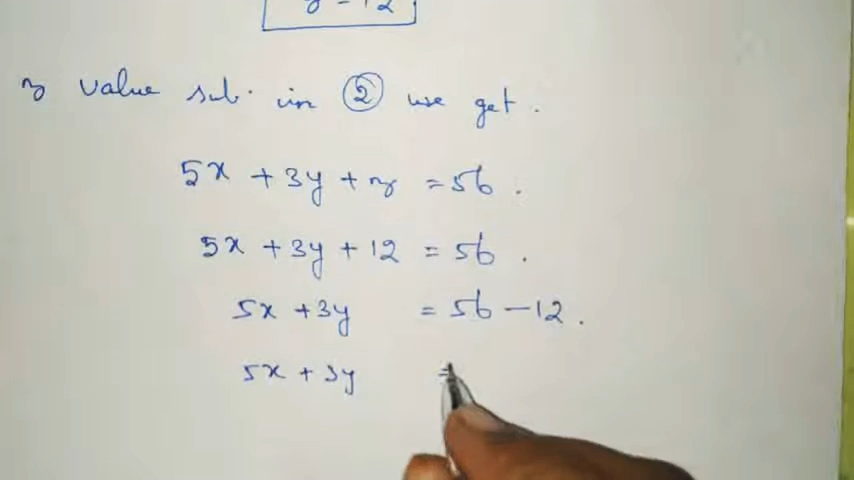 = 12
z value sub. in ② we get.
5x + 3y + z = 56.
5x + 3y + 12 = 56.
5x + 3y = 56 - 12.
5x + 3y =